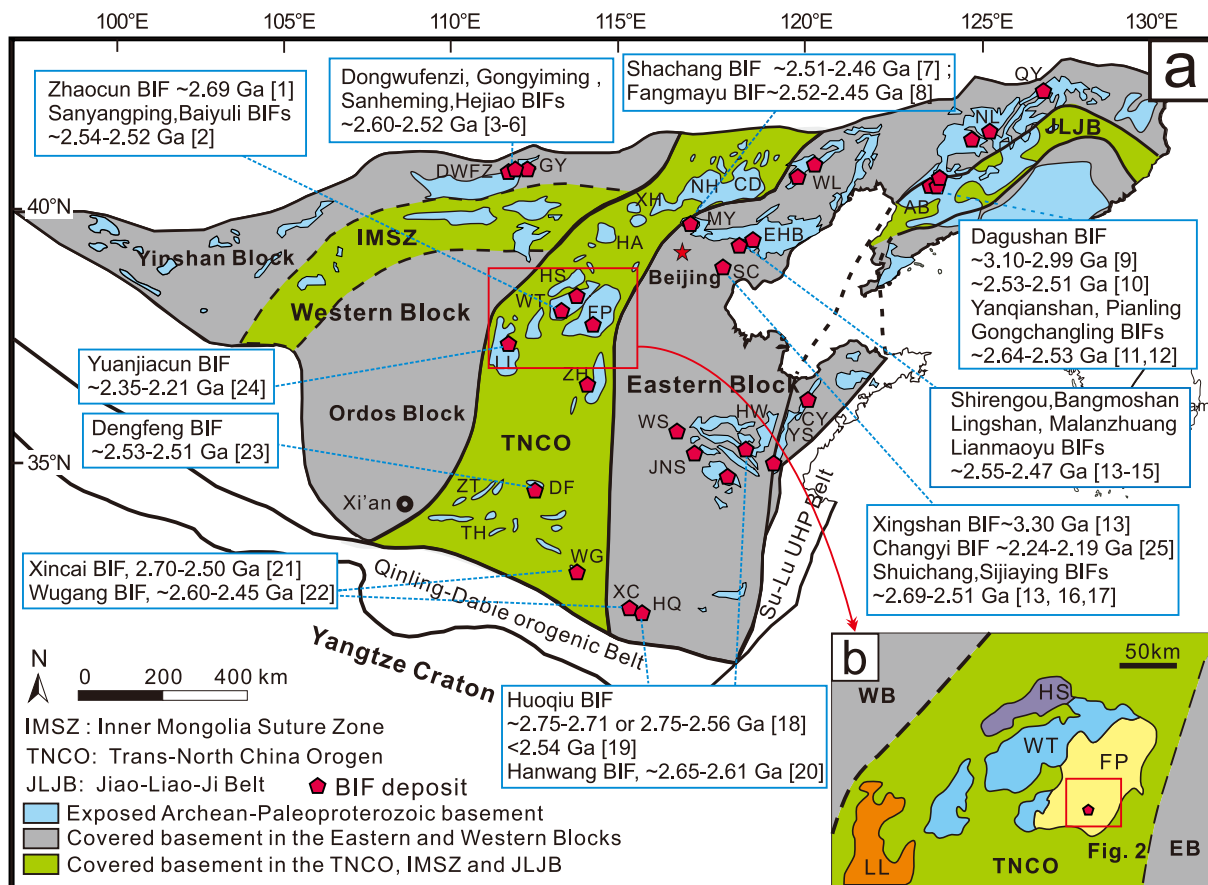 100°E
105°E
110°E
115°E
120°E
125°E
130°E
a
Zhaocun BIF ~2.69 Ga [1]
Sanyangping,Baiyuli BIFs
~2.54-2.52 Ga [2]
Dongwufenzi, Gongyiming ,
Sanheming,Hejiao BIFs
~2.60-2.52 Ga [3-6]
Shachang BIF ~2.51-2.46 Ga [7] ;
Fangmayu BIF~2.52-2.45 Ga [8]
QY
NL
JLJB
DWFZ
GY
NH
CD
WL
XH
AB
40°N
IMSZ
HA
MY
EHB
Yinshan Block
Beijing
SC
HS
WT
FP
Western Block
LL
Dagushan BIF
~3.10-2.99 Ga [9]
~2.53-2.51 Ga [10]
Yanqianshan, Pianling
Gongchangling BIFs
~2.64-2.53 Ga [11,12]
Yuanjiacun BIF
~2.35-2.21 Ga [24]
ZH
Eastern Block
Ordos Block
HW
CY
YS
WS
Shirengou,Bangmoshan
Lingshan, Malanzhuang
Lianmaoyu BIFs
~2.55-2.47 Ga [13-15]
Dengfeng BIF
~2.53-2.51 Ga [23]
TNCO
JNS
35°N
ZT
DF
Xi'an
TH
Su-Lu UHP Belt
Xingshan BIF~3.30 Ga [13]
Changyi BIF ~2.24-2.19 Ga [25]
Shuichang,Sijiaying BIFs
~2.69-2.51 Ga [13, 16,17]
WG
Xincai BIF, 2.70-2.50 Ga [21]
Wugang BIF, ~2.60-2.45 Ga [22]
XC
HQ
Qinling-Dabie orogenic Belt
Yangtze Craton
N
0 200 400 km
Huoqiu BIF
~2.75-2.71 or 2.75-2.56 Ga [18]
<2.54 Ga [19]
Hanwang BIF, ~2.65-2.61 Ga [20]
IMSZ : Inner Mongolia Suture Zone
TNCO: Trans-North China Orogen
JLJB: Jiao-Liao-Ji Belt
BIF deposit
Exposed Archean-Paleoproterozoic basement
Covered basement in the Eastern and Western Blocks
Covered basement in the TNCO, IMSZ and JLJB
b
50km
WB
HS
WT
FP
Fig. 2
EB
LL
TNCO